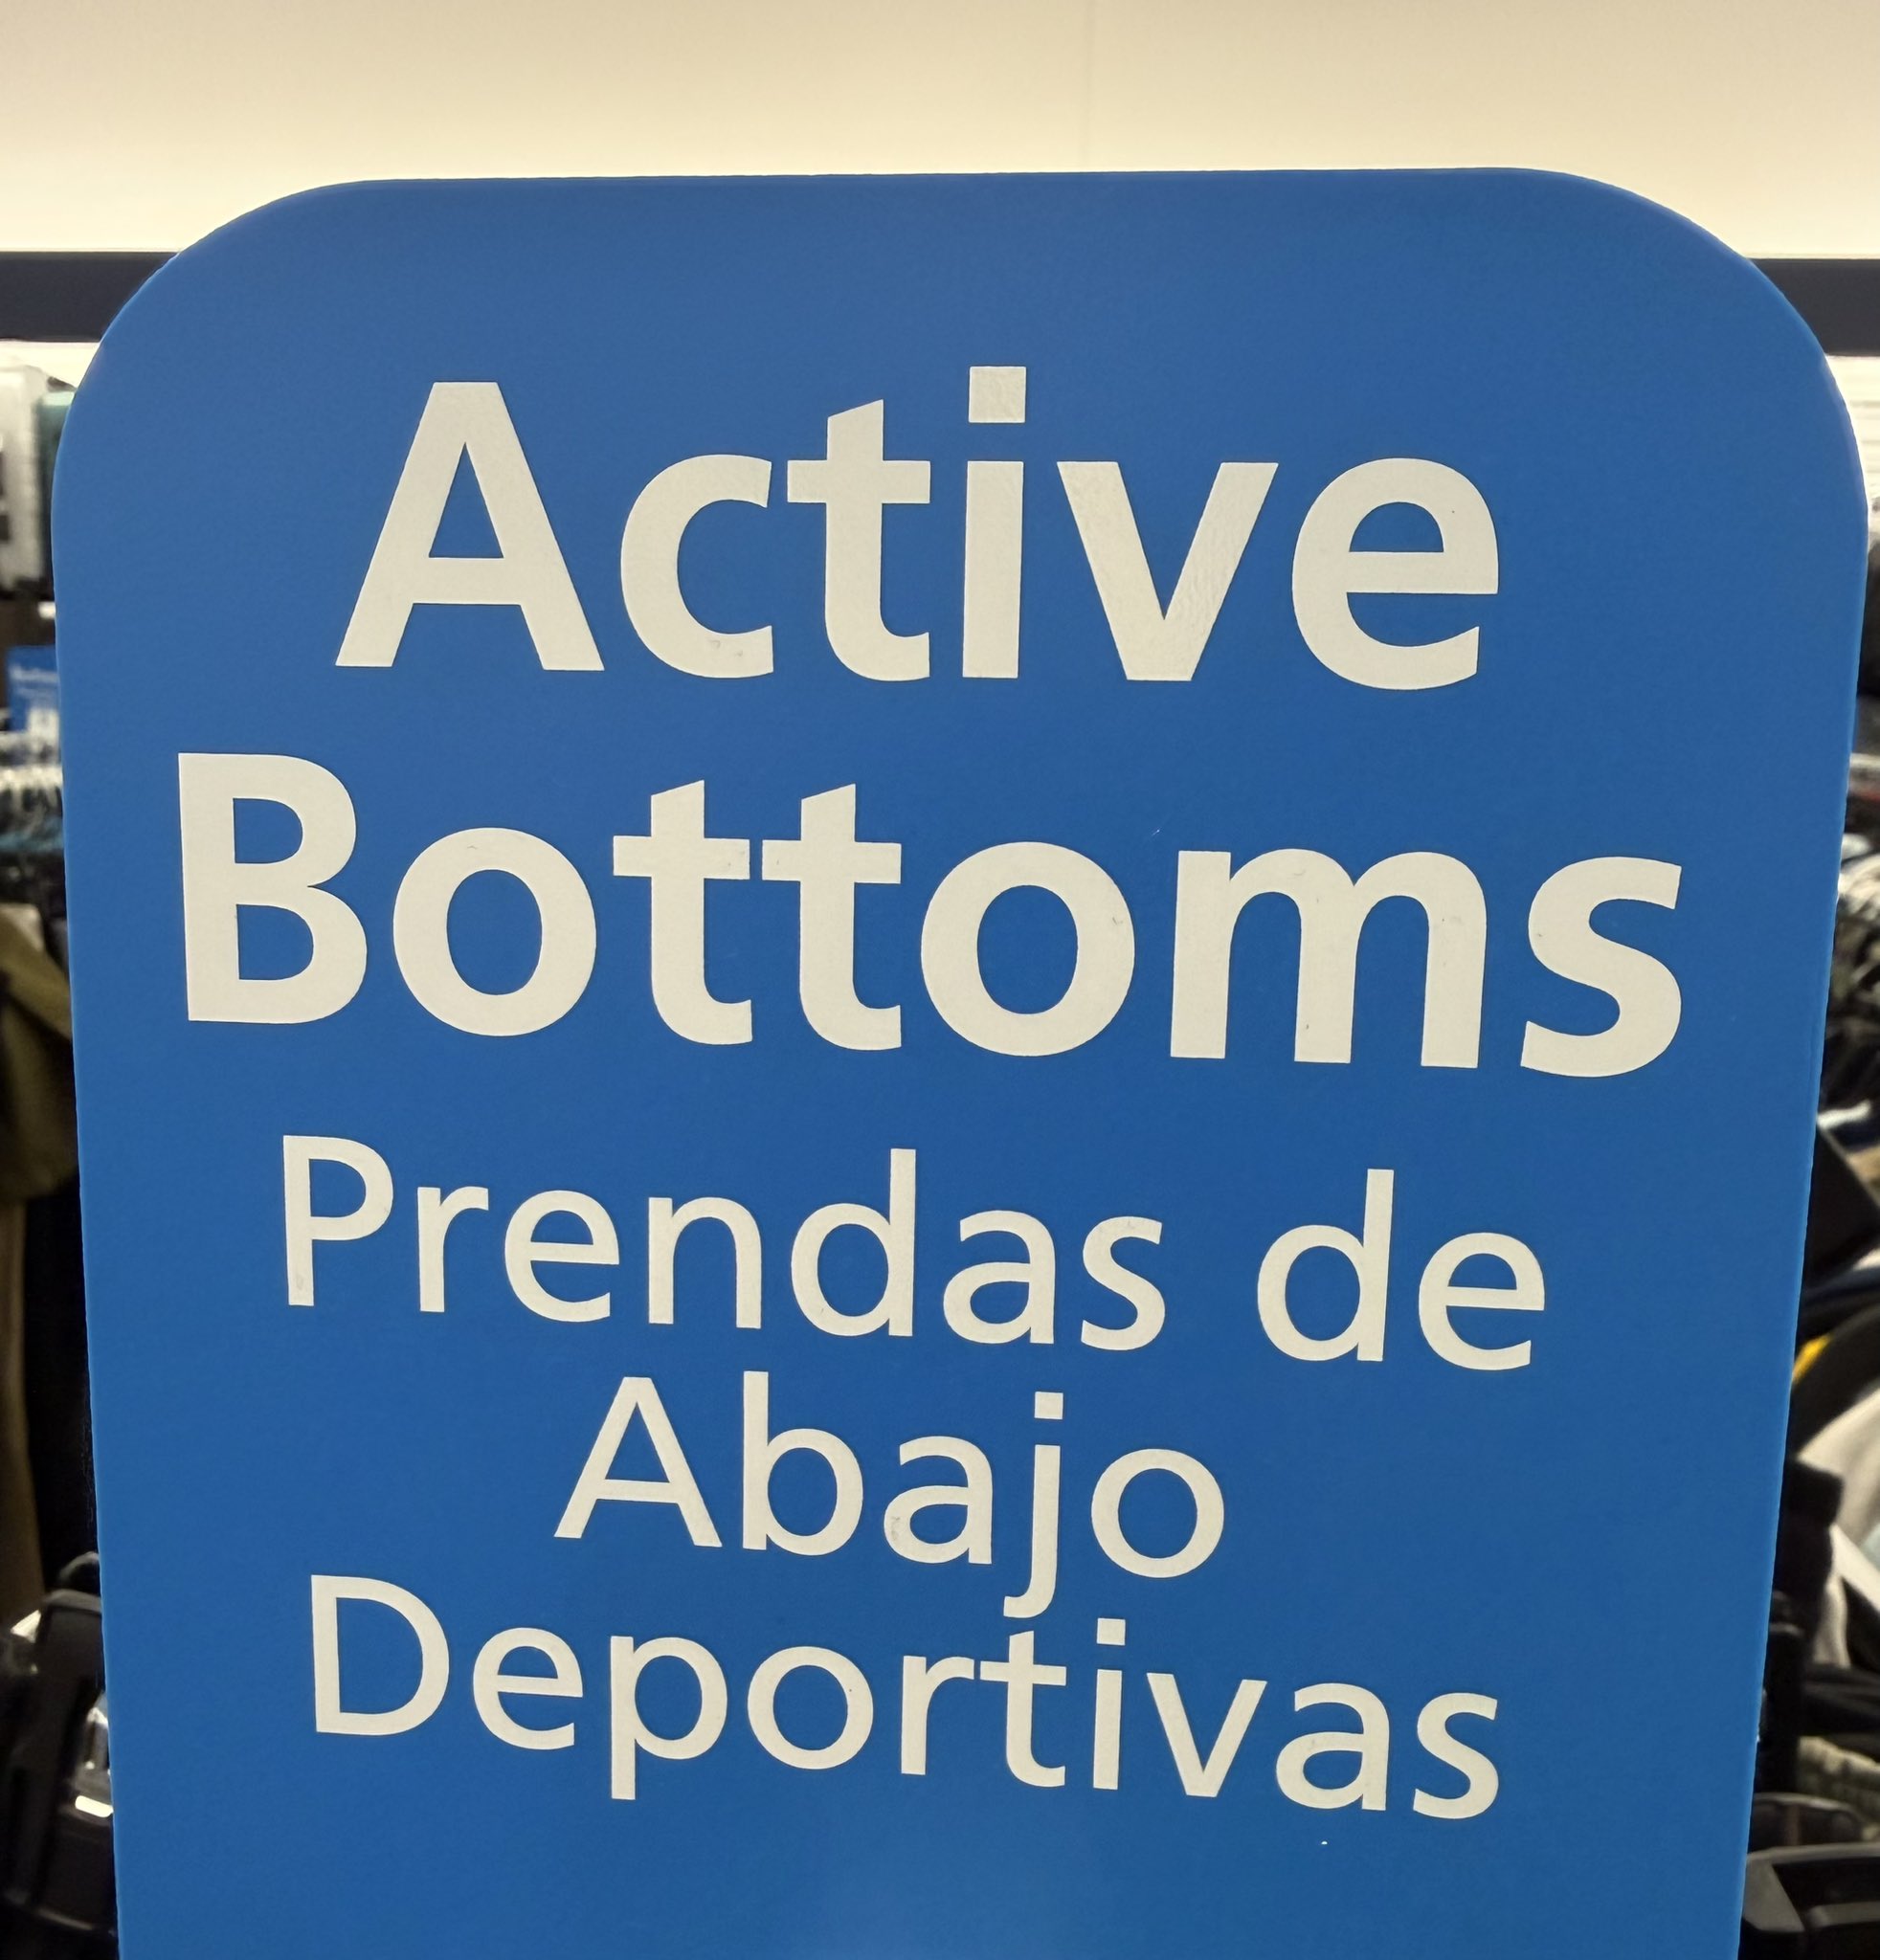 Active
Bottoms
Prendas de
Abajo
Deportivas